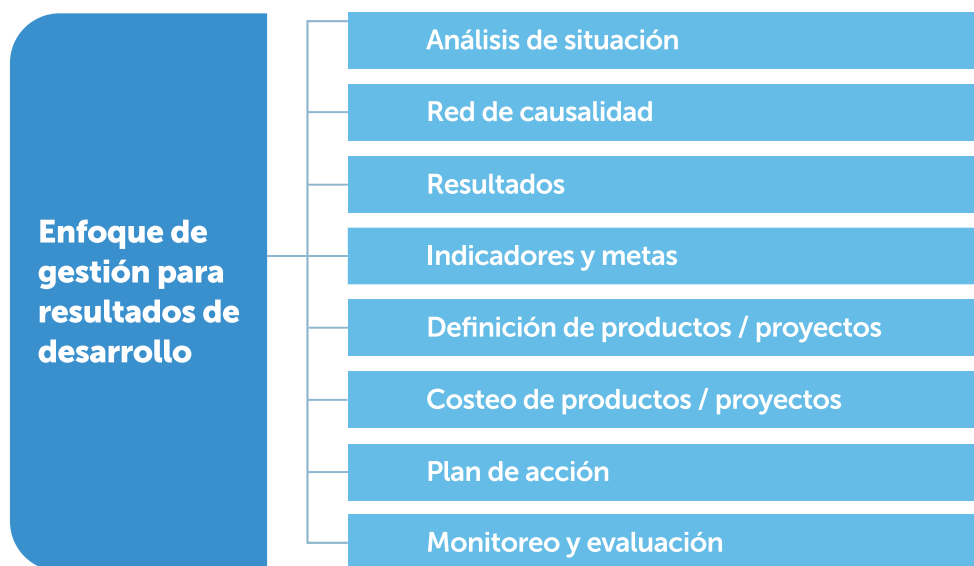 Enfoque de
gestión para
resultados de
desarrollo
Análisis de situación
Red de causalidad
Resultados
Indicadores y metas
Definición de productos / proyectos
Costeo de productos / proyectos
Plan de acción
Monitoreo y evaluación